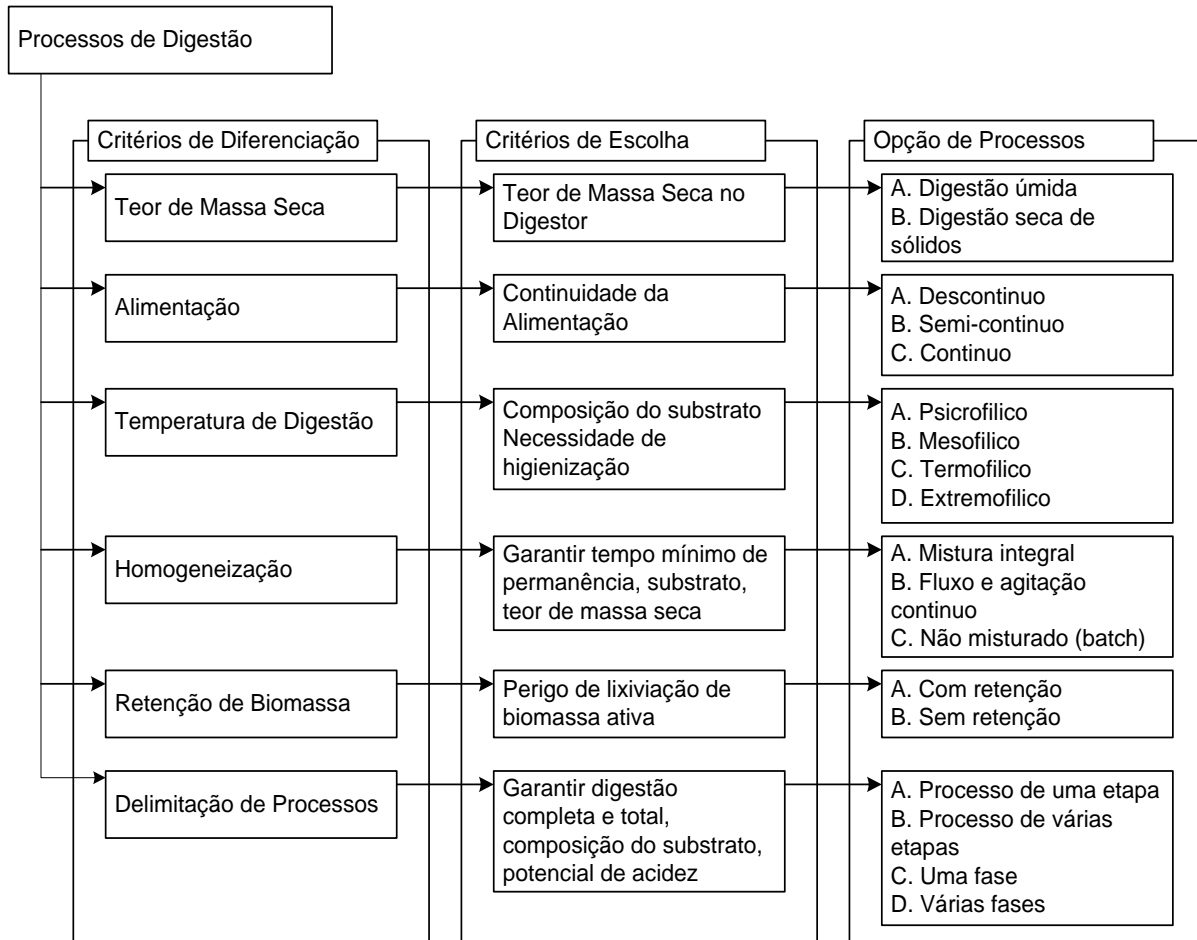 Processos de Digestão
Critérios de Diferenciação
Critérios de Escolha
Opção de Processos
Teor de Massa Seca
Teor de Massa Seca no
Digestor
A. Digestão úmida
B. Digestão seca de
sólidos
Alimentação
Continuidade da
Alimentação
A. Descontinuo
B. Semi-continuo
C. Continuo
Temperatura de Digestão
Composição do substrato
Necessidade de
higienização
A. Psicrofilico
B. Mesofilico
C. Termofilico
D. Extremofilico
Homogeneização
Garantir tempo mínimo de
permanência, substrato,
teor de massa seca
A. Mistura integral
B. Fluxo e agitação
continuo
C. Não misturado (batch)
Retenção de Biomassa
Perigo de lixiviação de
biomassa ativa
A. Com retenção
B. Sem retenção
Delimitação de Processos
Garantir digestão
completa e total,
composição do substrato,
potencial de acidez
A. Processo de uma etapa
B. Processo de várias
etapas
C. Uma fase
D. Várias fases